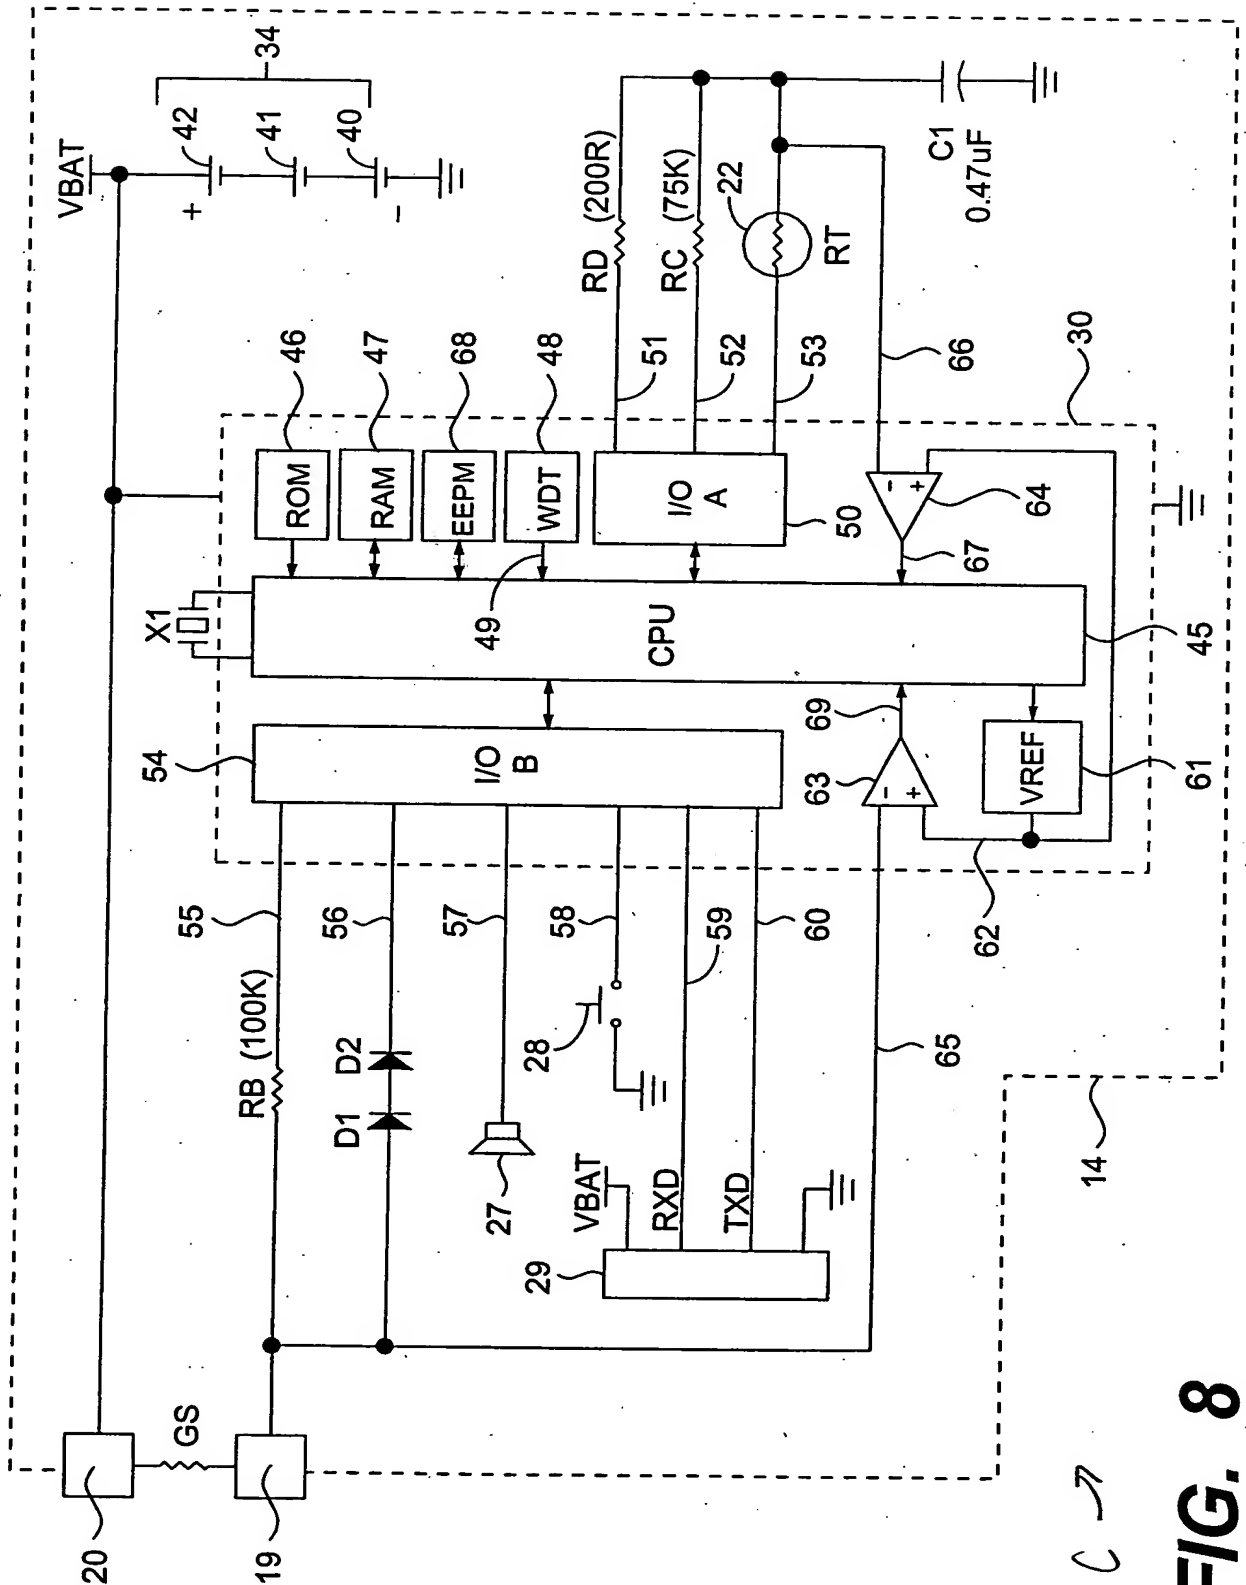 VBAT
34
42
41
40
+
-
RD (200R)
RC (75K)
22
RT
C1
0.47uF
46
47
68
48
51
52
53
66
30
ROM
RAM
EEPM
WDT
I/O
A
50
-
+
64
67
X1
49
CPU
45
54
I/O
B
69
63
-
+
VREF
61
55
56
57
58
59
60
62
RB (100K)
D1
D2
28
65
27
VBAT
RXD
TXD
29
14
GS
20
19
FIG. 8